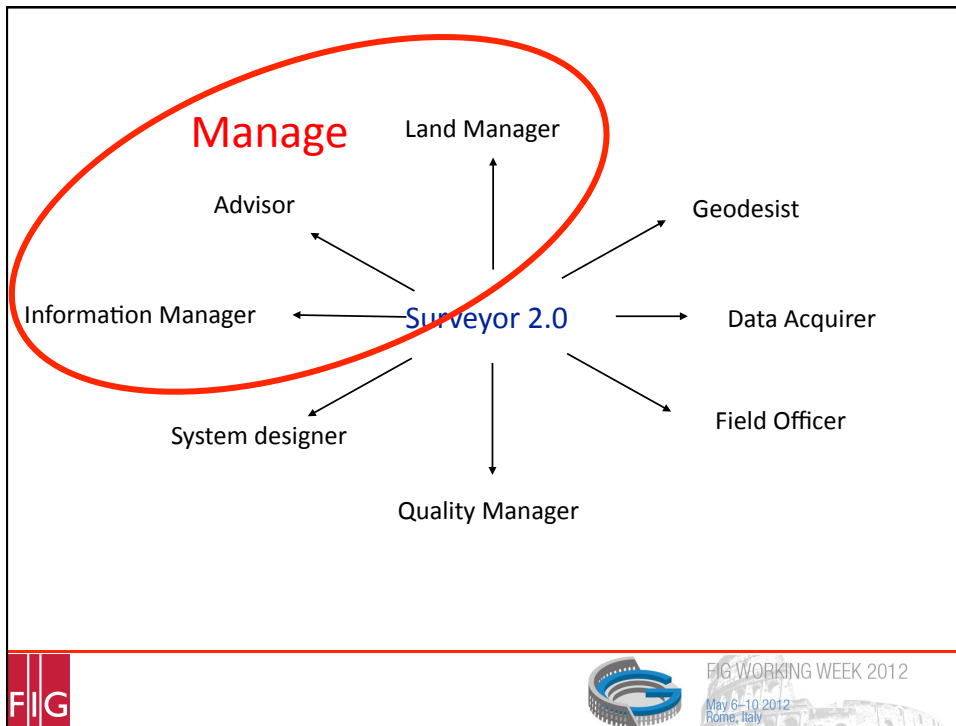 Manage
Land Manager
Advisor
Geodesist
Information Manager
Surveyor 2.0
Data Acquirer
System designer
Field Officer
Quality Manager
FIG
FIG WORKING WEEK 2012
May 6–10 2012
Rome, Italy